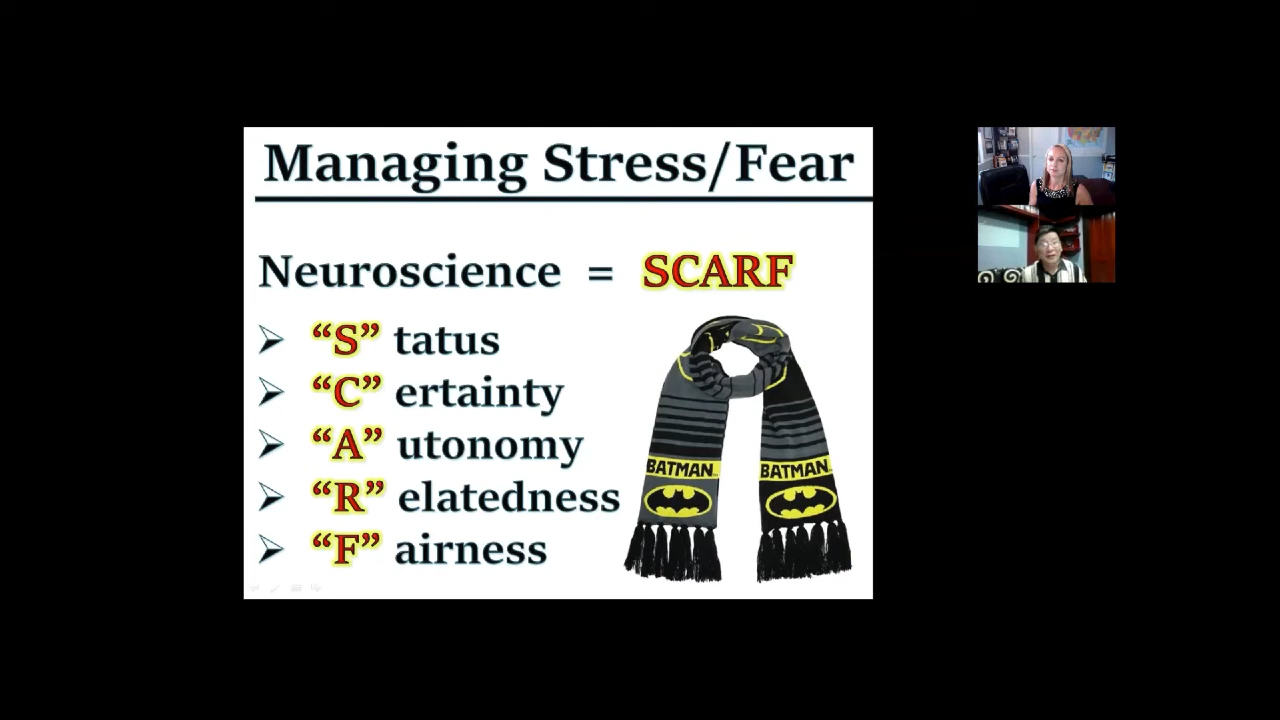 Managing Stress/Fear
Neuroscience = SCARF
➢ “S” tatus
➢ “C” ertainty
➢ “A” utonomy
➢ “R” elatedness
➢ “F” airness
BATMAN BATMAN